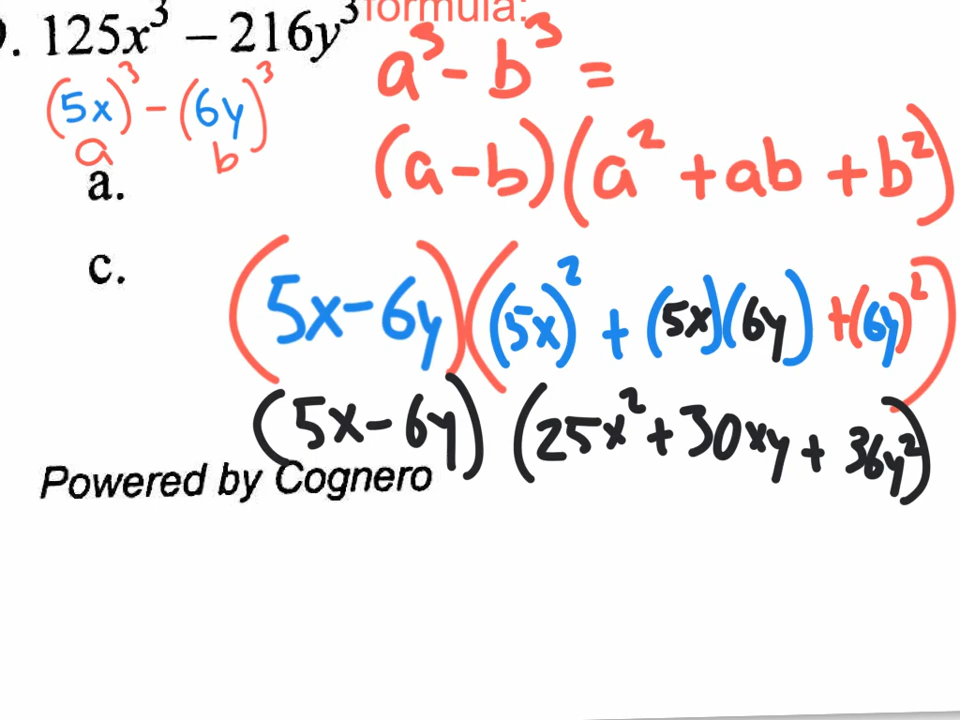 9. 125x³ – 216y³ formula:
a³ - b³ =
(5x)³ - (6y)³
a b
(a-b)(a² + ab + b²)
a.
c.
(5x-6y)((5x)² + (5x)(6y) + (6y)²)
(5x-6y) (25x² + 30xy + 36y²)
Powered by Cognero